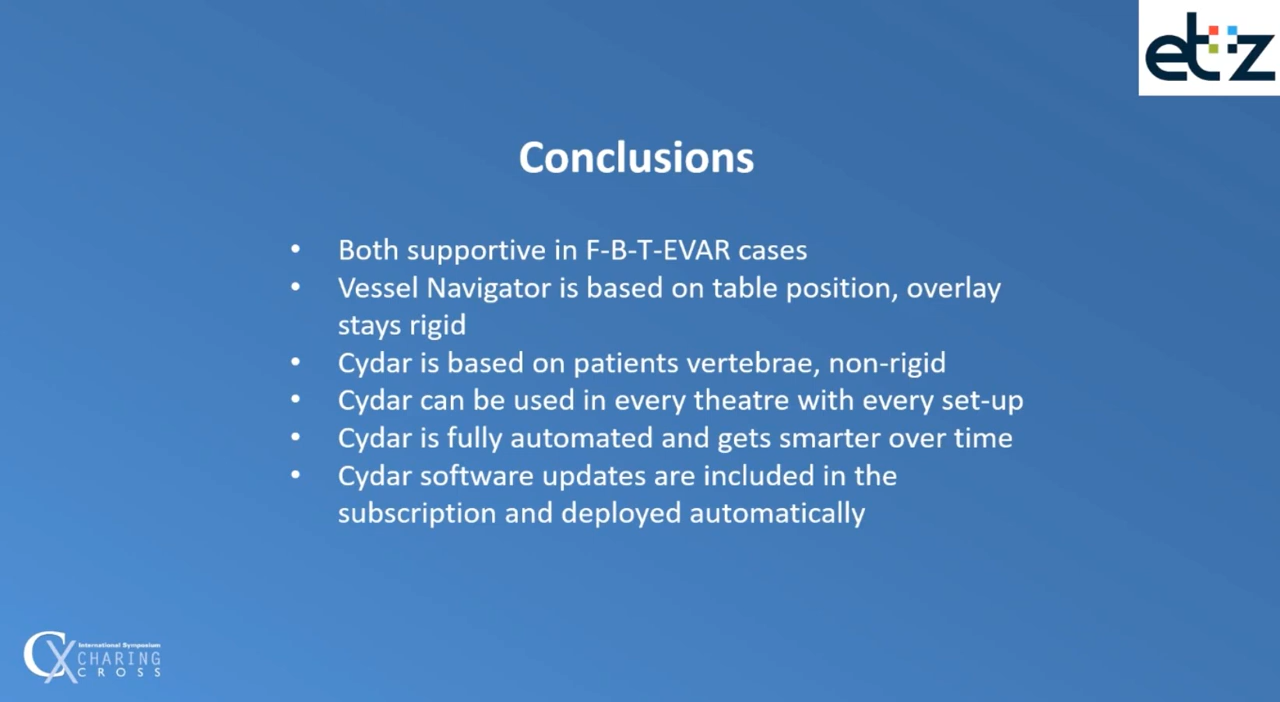 etz
Conclusions
• Both supportive in F-B-T-EVAR cases
• Vessel Navigator is based on table position, overlay
stays rigid
• Cydar is based on patients vertebrae, non-rigid
• Cydar can be used in every theatre with every set-up
• Cydar is fully automated and gets smarter over time
• Cydar software updates are included in the
subscription and deployed automatically
CX
International Symposium
CHARING
CROSS